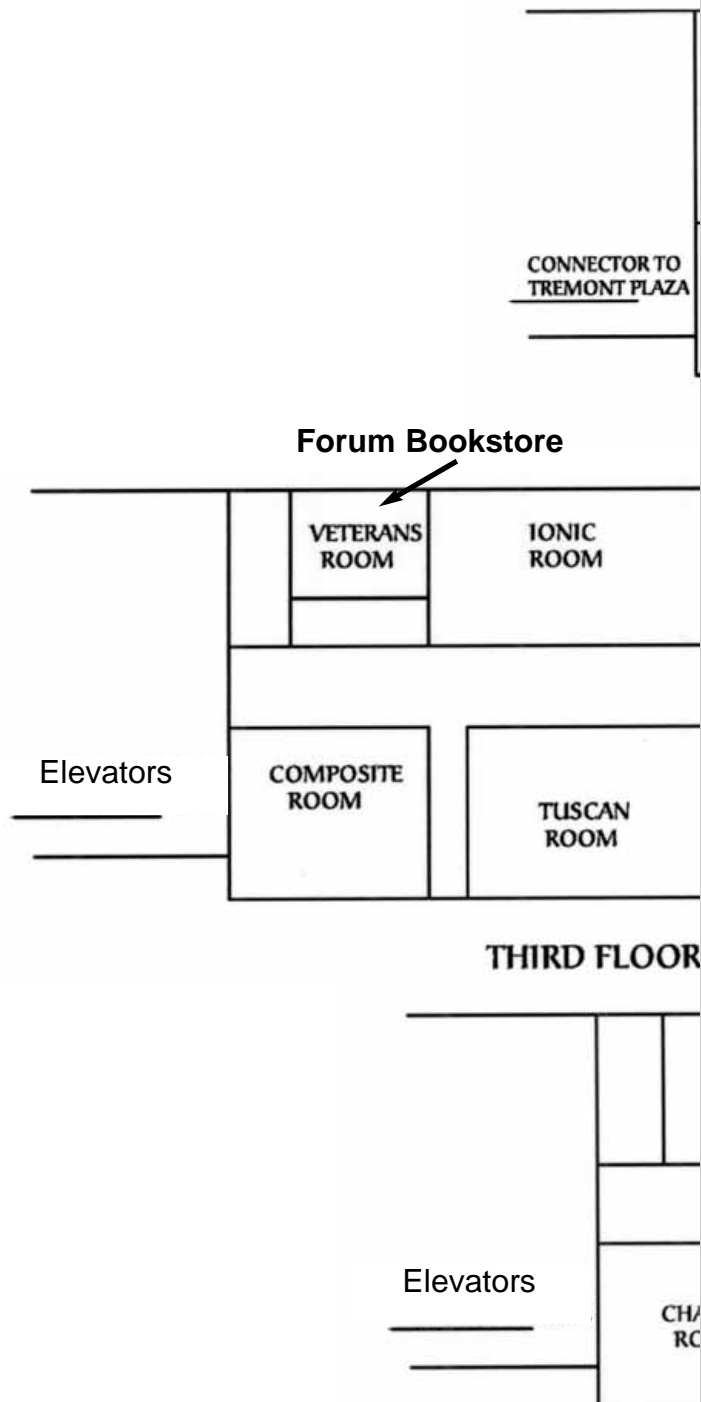 CONNECTOR TO
TREMONT PLAZA
Forum Bookstore
VETERANS
ROOM
IONIC
ROOM
Elevators
COMPOSITE
ROOM
TUSCAN
ROOM
THIRD FLOOR
Elevators